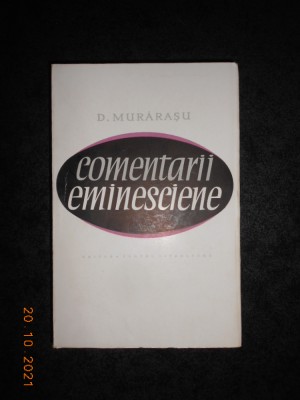 D. MURĂRAȘU
comentarii
eminesciene
20.10.2021